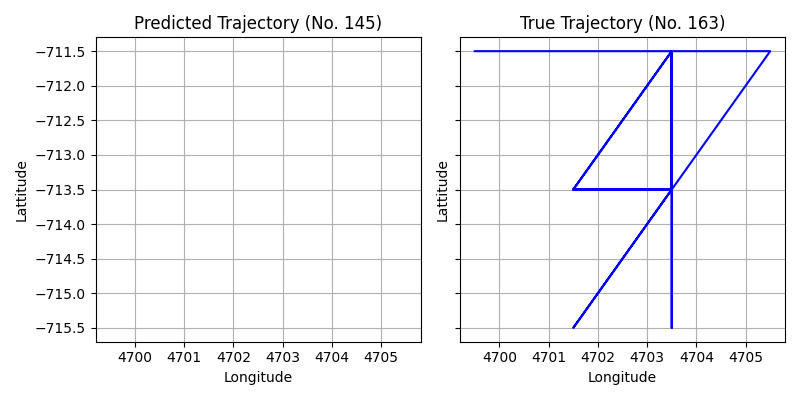 Predicted Trajectory (No. 145)
True Trajectory (No. 163)
Lattitude
−711.5
−712.0
−712.5
−713.0
−713.5
−714.0
−714.5
−715.0
−715.5
4700 4701 4702 4703 4704 4705
Longitude
Lattitude
4700 4701 4702 4703 4704 4705
Longitude